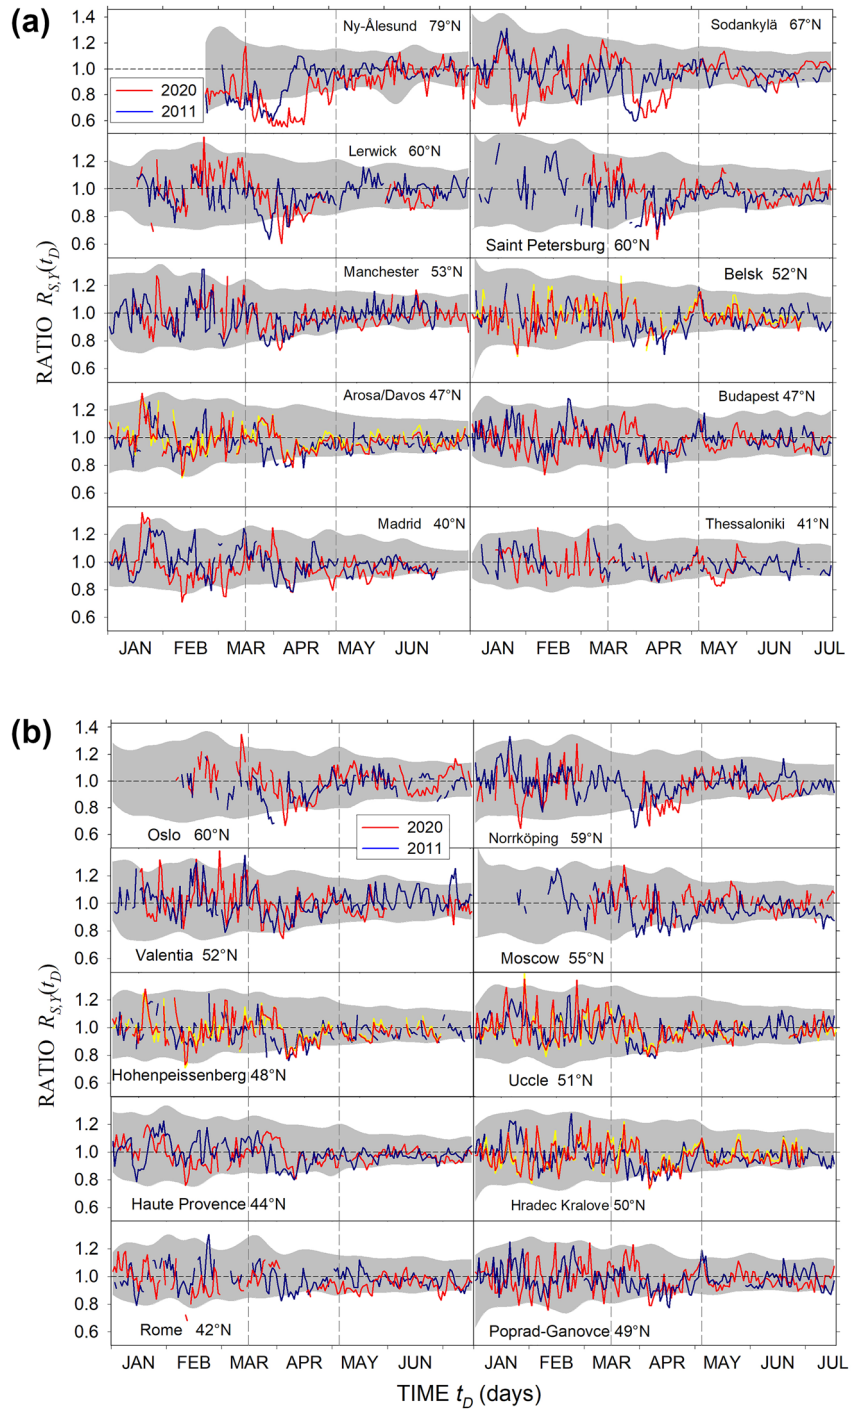 (a)
1.4
1.2
1.0
0.8
0.6
Ny-Ålesund 79°N
2020
2011
Sodankylä 67°N
1.2
1.0
0.8
0.6
Lerwick 60°N
Saint Petersburg 60°N
RATIO R_{S,Y}(t_D)
1.2
1.0
0.8
0.6
Manchester 53°N
Belsk 52°N
1.2
1.0
0.8
0.6
Arosa/Davos 47°N
Budapest 47°N
1.2
1.0
0.8
0.6
Madrid 40°N
Thessaloniki 41°N
JAN FEB MAR APR MAY JUN JAN FEB MAR APR MAY JUN JUL
(b)
1.4
1.2
1.0
0.8
0.6
Oslo 60°N
2020
2011
Norrköping 59°N
1.2
1.0
0.8
0.6
Valentia 52°N
Moscow 55°N
RATIO R_{S,Y}(t_D)
1.2
1.0
0.8
0.6
Hohenpeissenberg 48°N
Uccle 51°N
1.2
1.0
0.8
0.6
Haute Provence 44°N
Hradec Kralove 50°N
1.2
1.0
0.8
0.6
Rome 42°N
Poprad-Ganovce 49°N
JAN FEB MAR APR MAY JUN JAN FEB MAR APR MAY JUN JUL
TIME t_D (days)